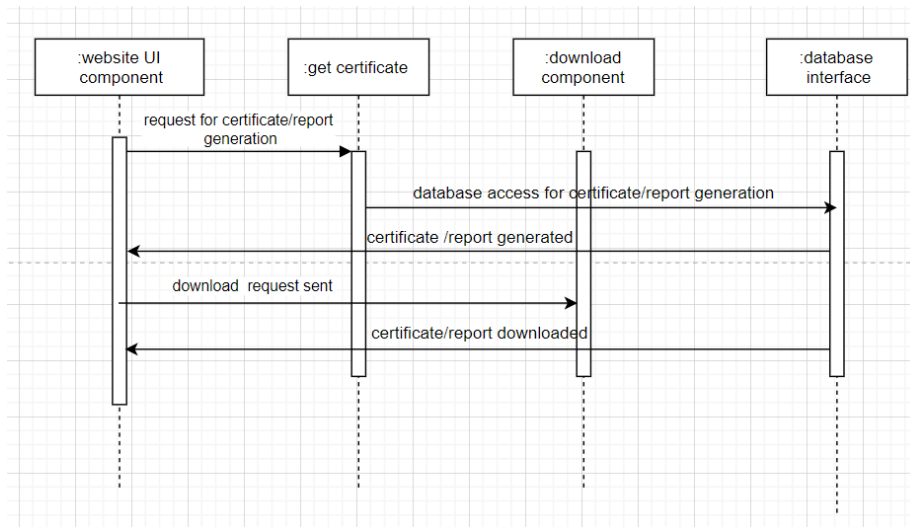 :website UI
component
:get certificate
:download
component
:database
interface
request for certificate/report
generation
database access for certificate/report generation
certificate /report generated
download  request sent
certificate/report downloaded